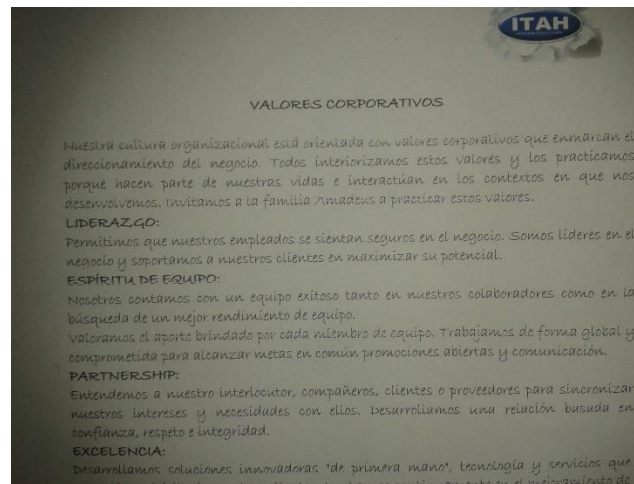 ITAH
VALORES CORPORATIVOS
Nuestra cultura organizacional está orientada con valores corporativos que enmarcan el
direccionamiento del negocio. Todos interiorizamos estos valores y los practicamos
porque hacen parte de nuestras vidas e interactúan en los contextos en que nos
desenvolvemos. Invitamos a la familia Amadeus a practicar estos valores.
LIDERAZGO:
Permitimos que nuestros empleados se sientan seguros en el negocio. Somos líderes en el
negocio y soportamos a nuestros clientes en maximizar su potencial.
ESPÍRITU DE EQUIPO:
Nosotros contamos con un equipo exitoso tanto en nuestros colaboradores como en la
búsqueda de un mejor rendimiento de equipo.
Valoramos el aporte brindado por cada miembro de equipo. Trabajamos de forma global y
comprometida para alcanzar metas en común promociones abiertas y comunicación.
PARTNERSHIP:
Entendemos a nuestro interlocutor, compañeros, clientes o proveedores para sincronizar
nuestros intereses y necesidades con ellos. Desarrollamos una relación basada en
confianza, respeto e integridad.
EXCELENCIA:
Desarrollamos soluciones innovadoras "de primera mano", tecnología y servicios que
en el mejoramiento de